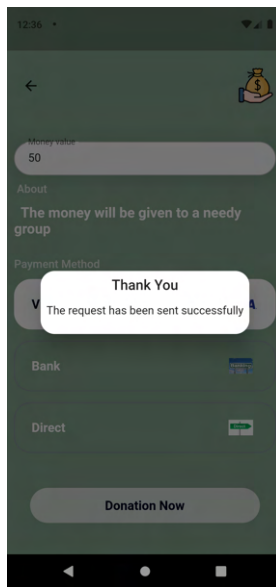 12:36
Money value
50
About
The money will be given to a needy
group
Payment Method
Thank You
The request has been sent successfully
V
A
Bank
Direct
Donation Now